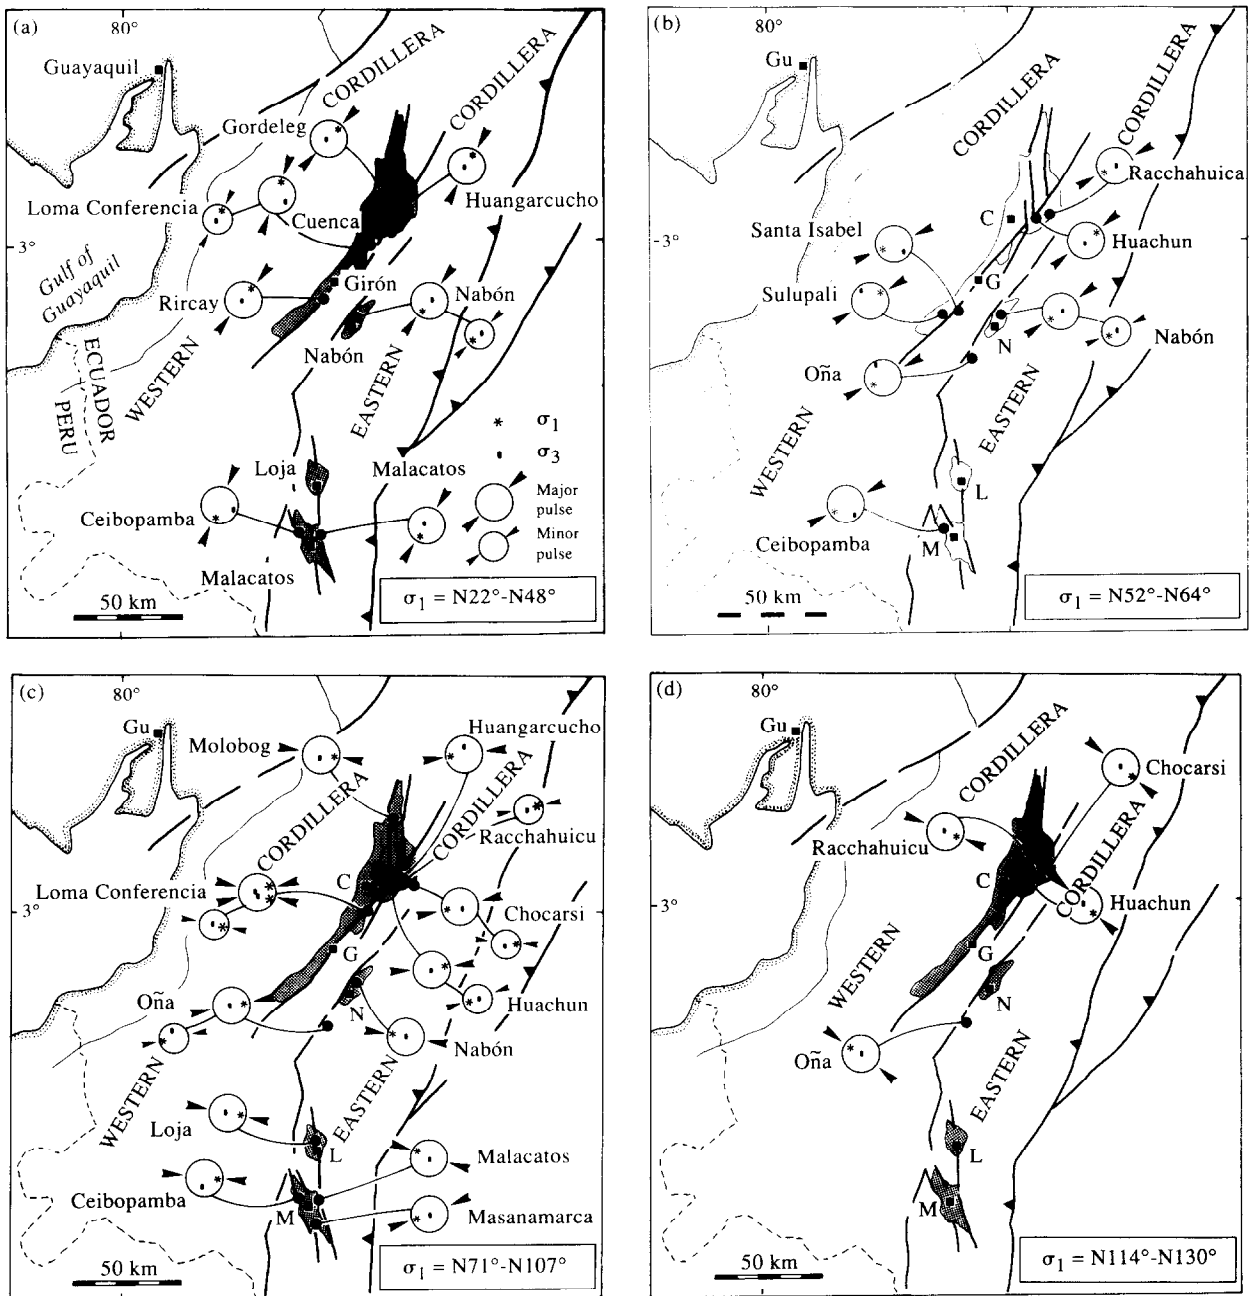 (a)
80°
Guayaquil
CORDILLERA
CORDILLERA
Gordeleg
Loma Conferencia
Cuenca
Huangarcucho
3°
Gulf of
Guayaquil
Rircay
Girón
Nabón
Nabón
WESTERN
EASTERN
ECUADOR
PERU
* σ1
σ3
Loja
Malacatos
Major
pulse
Ceibopamba
Minor
pulse
Malacatos
50 km
σ1 = N22°-N48°
(b)
80°
Gu
CORDILLERA
CORDILLERA
Racchahuica
C
Santa Isabel
3°
Huachun
Sulupali
G
N
Nabón
Oña
EASTERN
WESTERN
L
Ceibopamba
M
50 km
σ1 = N52°-N64°
(c)
80°
Gu
Molobog
Huangarcucho
CORDILLERA
CORDILLERA
Racchahuicu
Loma Conferencia
C
Chocarsi
3°
G
Oña
N
Huachun
Nabón
WESTERN
EASTERN
Loja
L
Malacatos
Ceibopamba
M
Masanamarca
50 km
σ1 = N71°-N107°
(d)
80°
Gu
CORDILLERA
Chocarsi
CORDILLERA
Racchahuicu
C
Huachun
3°
WESTERN
G
N
Oña
EASTERN
L
M
50 km
σ1 = N114°-N130°